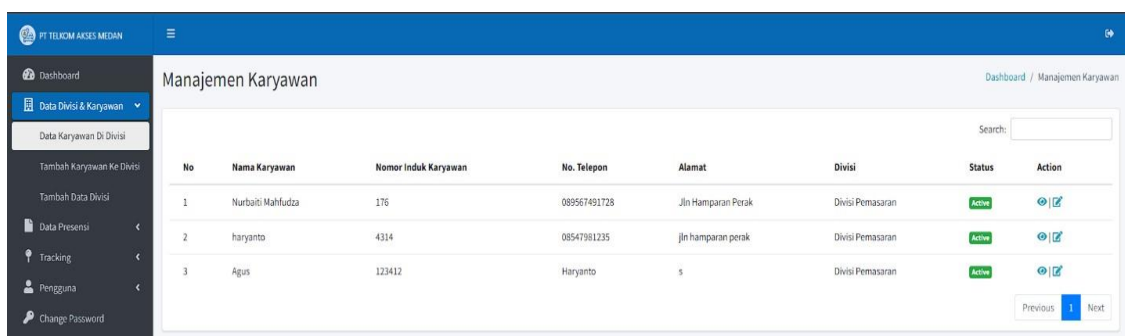 PT TELKOM AKSES MEDAN
Dashboard
Data Divisi & Karyawan
Data Karyawan Di Divisi
Tambah Karyawan Ke Divisi
Tambah Data Divisi
Data Presensi
Tracking
Pengguna
Change Password
Manajemen Karyawan
Dashboard / Manajemen Karyawan
Search:
No Nama Karyawan Nomor Induk Karyawan No. Telepon Alamat Divisi Status Action
1 Nurbaiti Mahfudza 176 089567491728 Jln Hamparan Perak Divisi Pemasaran Active
2 haryanto 4314 08547981235 jln hamparan perak Divisi Pemasaran Active
3 Agus 123412 Haryanto s Divisi Pemasaran Active
Previous 1 Next